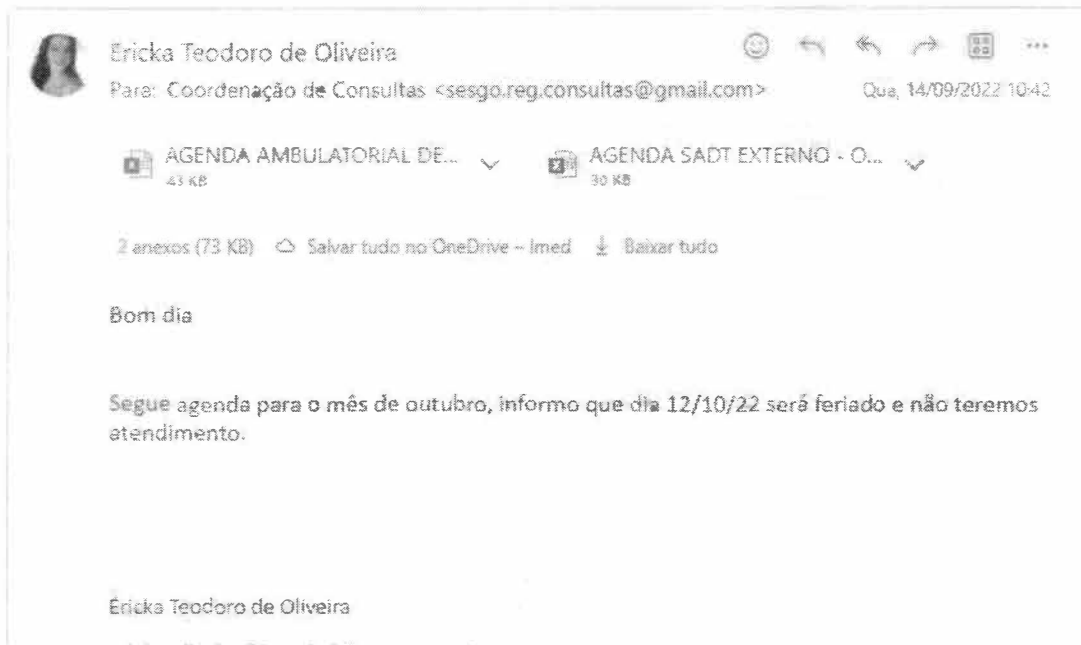 Ericka Teodoro de Oliveira
Para: Coordenação de Consultas <sesgo.reg.consultas@gmail.com>
Qua, 14/09/2022 10:42
AGENDA AMBULATORIAL DE...
43 KB
AGENDA SADT EXTERNO - O...
30 KB
2 anexos (73 KB) Salvar tudo no OneDrive – Imed Baixar tudo
Bom dia
Segue agenda para o mês de outubro, informo que dia 12/10/22 será feriado e não teremos
atendimento.
Ericka Teodoro de Oliveira